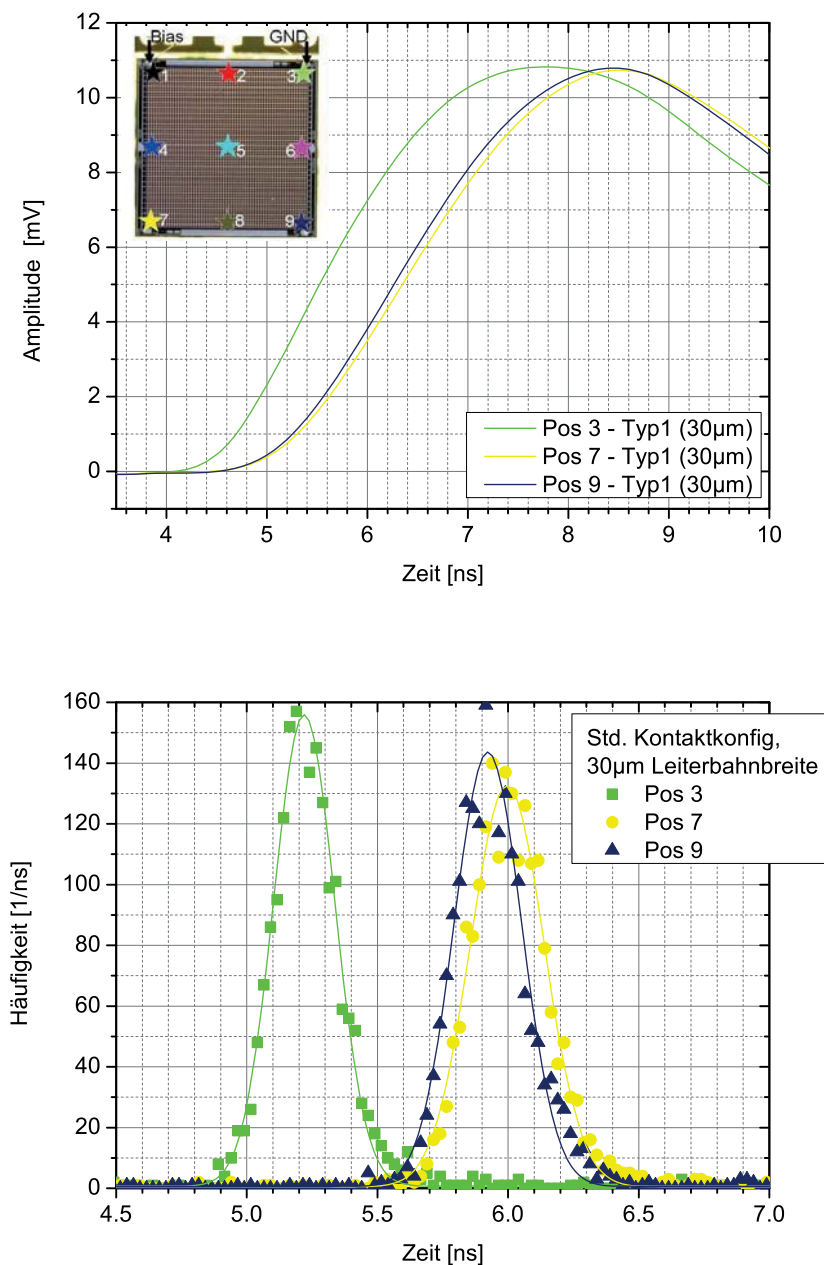 Bias GND
1 2 3
4 5 6
7 8 9
12
10
8
6
4
2
0
Amplitude [mV]
Pos 3 - Typ1 (30µm)
Pos 7 - Typ1 (30µm)
Pos 9 - Typ1 (30µm)
4 5 6 7 8 9 10
Zeit [ns]
160
140
120
100
80
60
40
20
0
Häufigkeit [1/ns]
Std. Kontaktkonfig,
30µm Leiterbahnbreite
Pos 3
Pos 7
Pos 9
4.5 5.0 5.5 6.0 6.5 7.0
Zeit [ns]